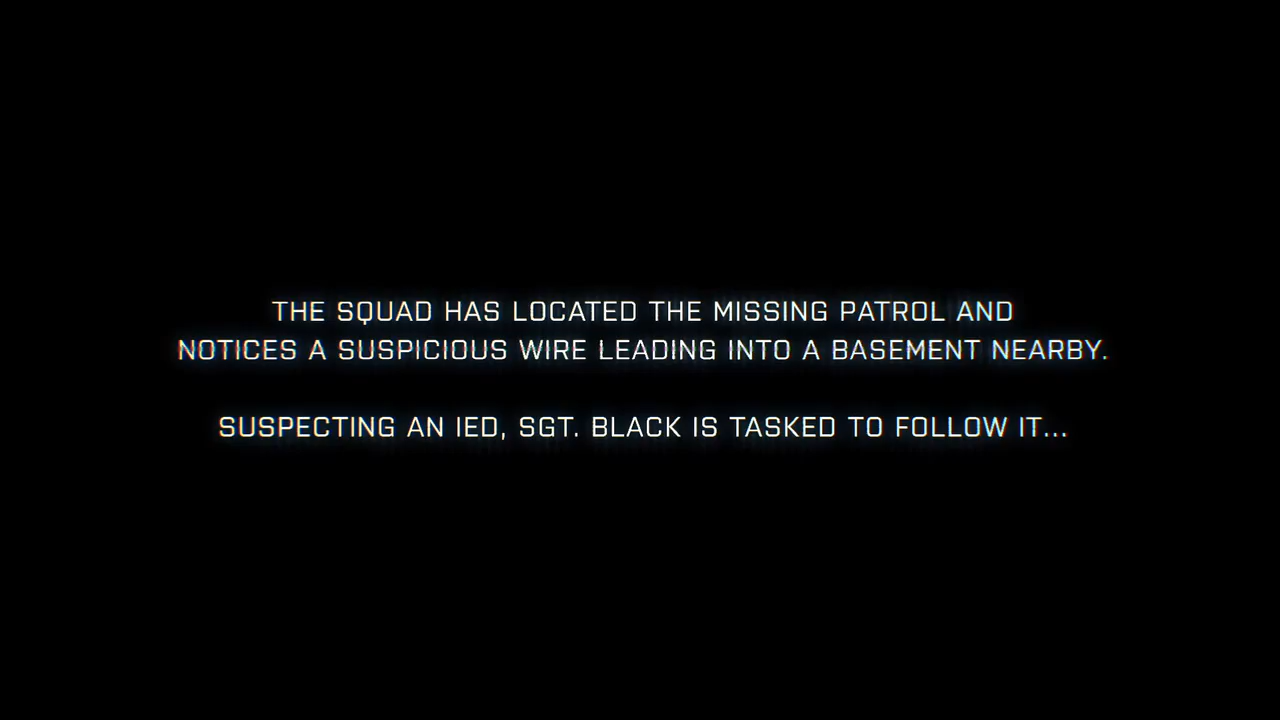 THE SQUAD HAS LOCATED THE MISSING PATROL AND
NOTICES A SUSPICIOUS WIRE LEADING INTO A BASEMENT NEARBY.
SUSPECTING AN IED, SGT. BLACK IS TASKED TO FOLLOW IT...